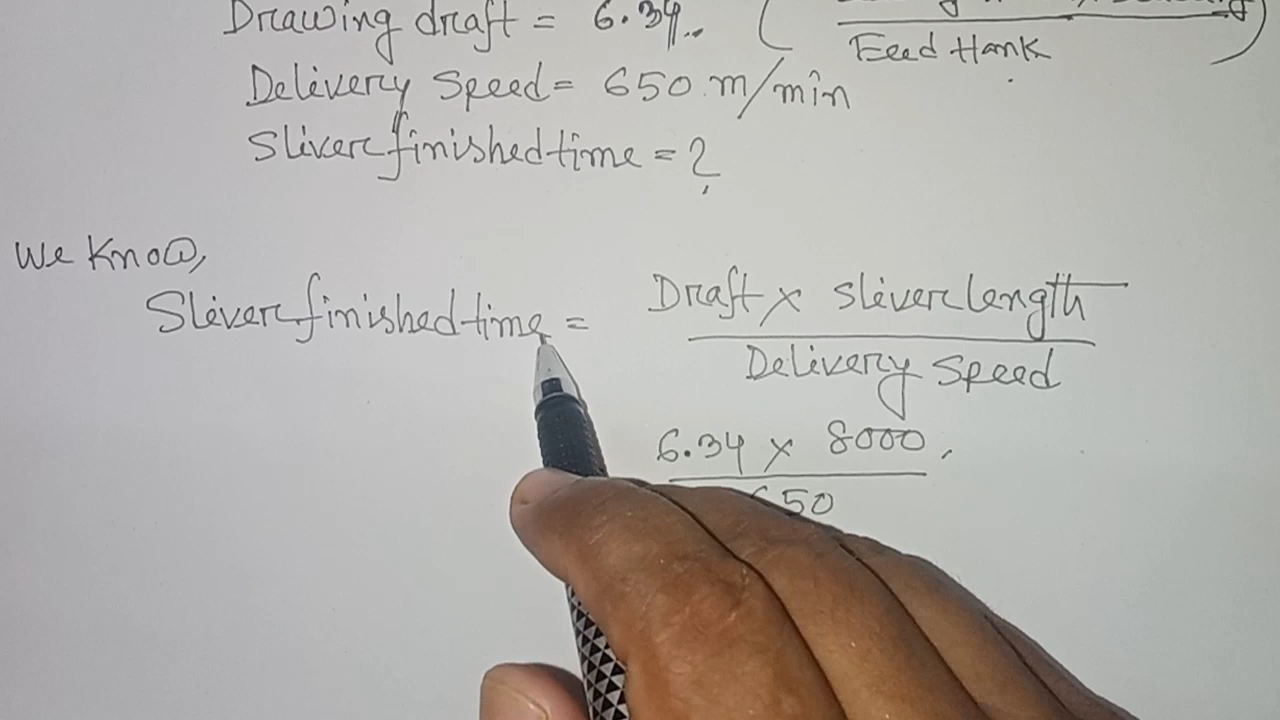 Drawing draft = 6.34
Feed Hank
Delivery Speed = 650 m/min
Sliver finished time = ?
We Know,
Sliver finished time = Draft x sliver length
Delivery Speed
6.34 x 8000
650